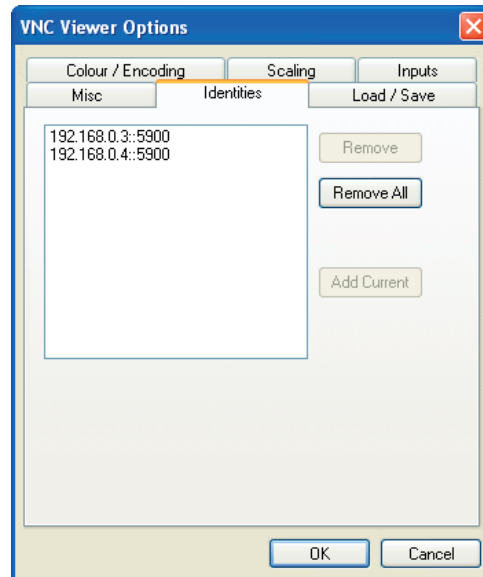 VNC Viewer Options
Colour / Encoding Scaling Inputs
Misc Identities Load / Save
192.168.0.3::5900
192.168.0.4::5900
Remove
Remove All
Add Current
OK Cancel